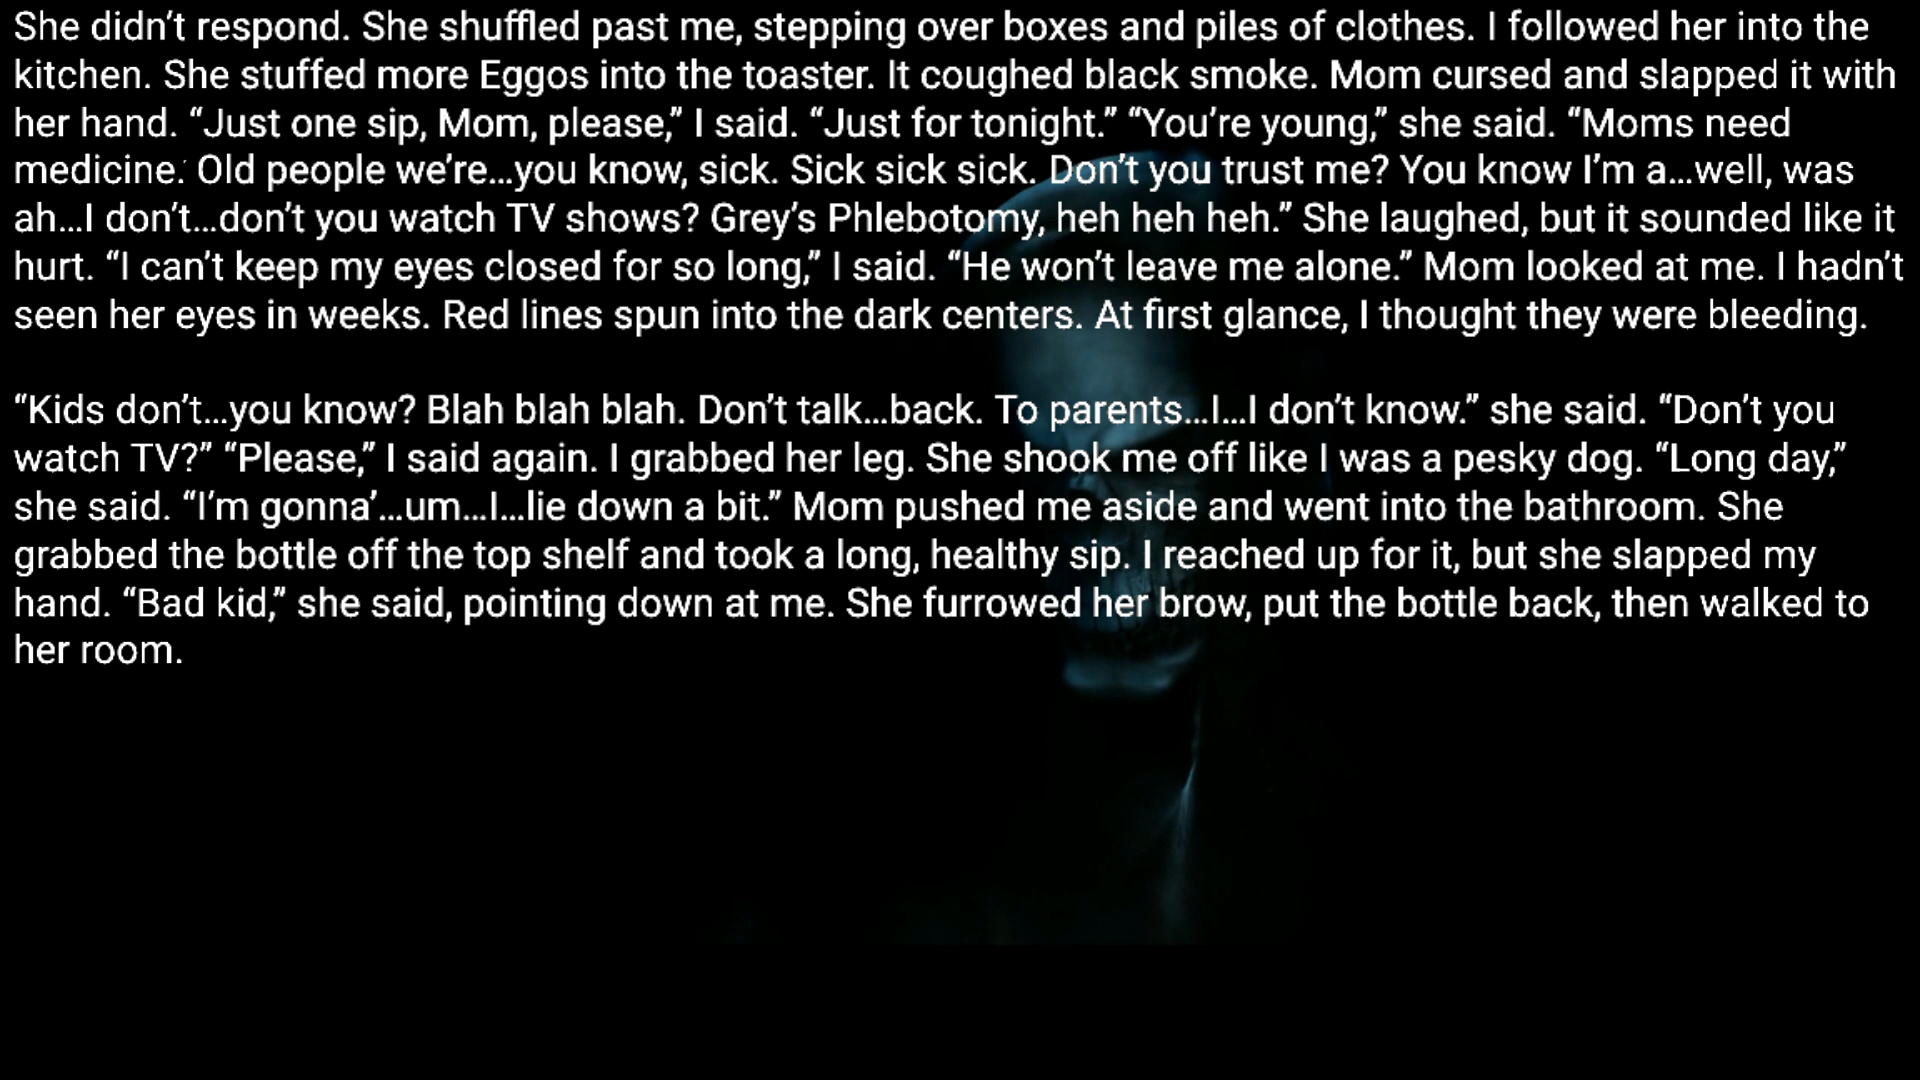 She didn’t respond. She shuffled past me, stepping over boxes and piles of clothes. I followed her into the
kitchen. She stuffed more Eggos into the toaster. It coughed black smoke. Mom cursed and slapped it with
her hand. “Just one sip, Mom, please,” I said. “Just for tonight.” “You’re young,” she said. “Moms need
medicine. Old people we’re…you know, sick. Sick sick sick. Don’t you trust me? You know I’m a…well, was
ah…I don’t…don’t you watch TV shows? Grey’s Phlebotomy, heh heh heh.” She laughed, but it sounded like it
hurt. “I can’t keep my eyes closed for so long,” I said. “He won’t leave me alone.” Mom looked at me. I hadn’t
seen her eyes in weeks. Red lines spun into the dark centers. At first glance, I thought they were bleeding.
“Kids don’t…you know? Blah blah blah. Don’t talk…back. To parents…I…I don’t know.” she said. “Don’t you
watch TV?” “Please,” I said again. I grabbed her leg. She shook me off like I was a pesky dog. “Long day,”
she said. “I’m gonna’…um…I…lie down a bit.” Mom pushed me aside and went into the bathroom. She
grabbed the bottle off the top shelf and took a long, healthy sip. I reached up for it, but she slapped my
hand. “Bad kid,” she said, pointing down at me. She furrowed her brow, put the bottle back, then walked to
her room.